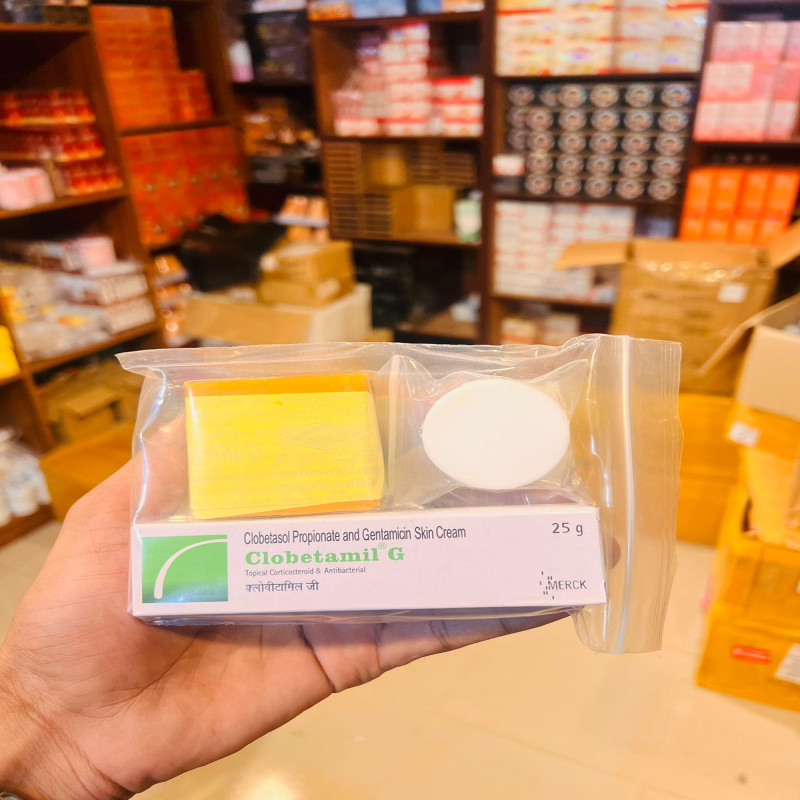 Clobetasol Propionate and Gentamicin Skin Cream
25 g
Clobetamil® G
Topical Corticosteroid & Antibacterial
क्लोवीटामिल जी
MERCK